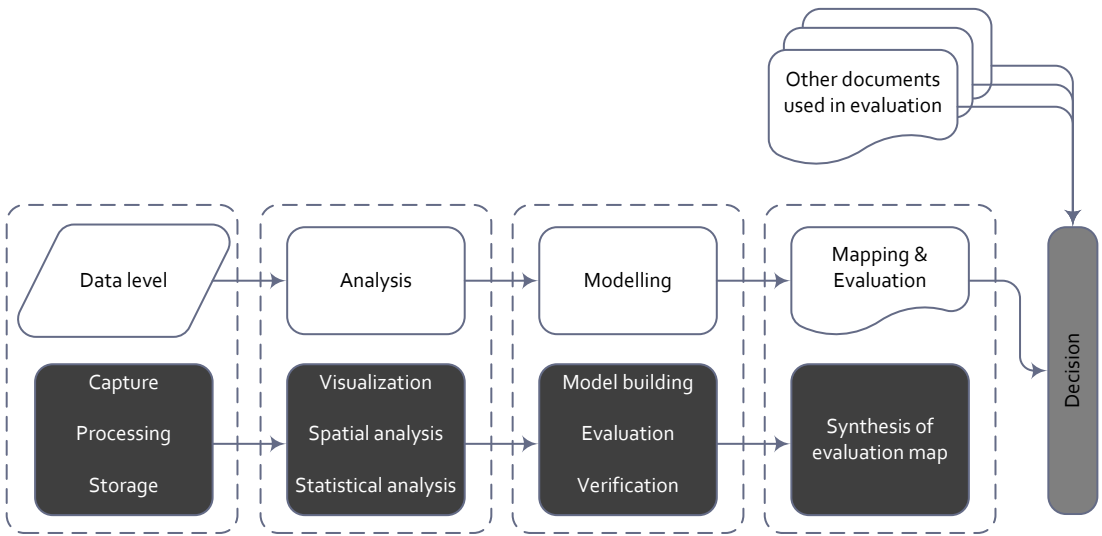 Other documents
used in evaluation
Data level
Analysis
Modelling
Mapping &
Evaluation
Capture
Processing
Storage
Visualization
Spatial analysis
Statistical analysis
Model building
Evaluation
Verification
Synthesis of
evaluation map
Decision